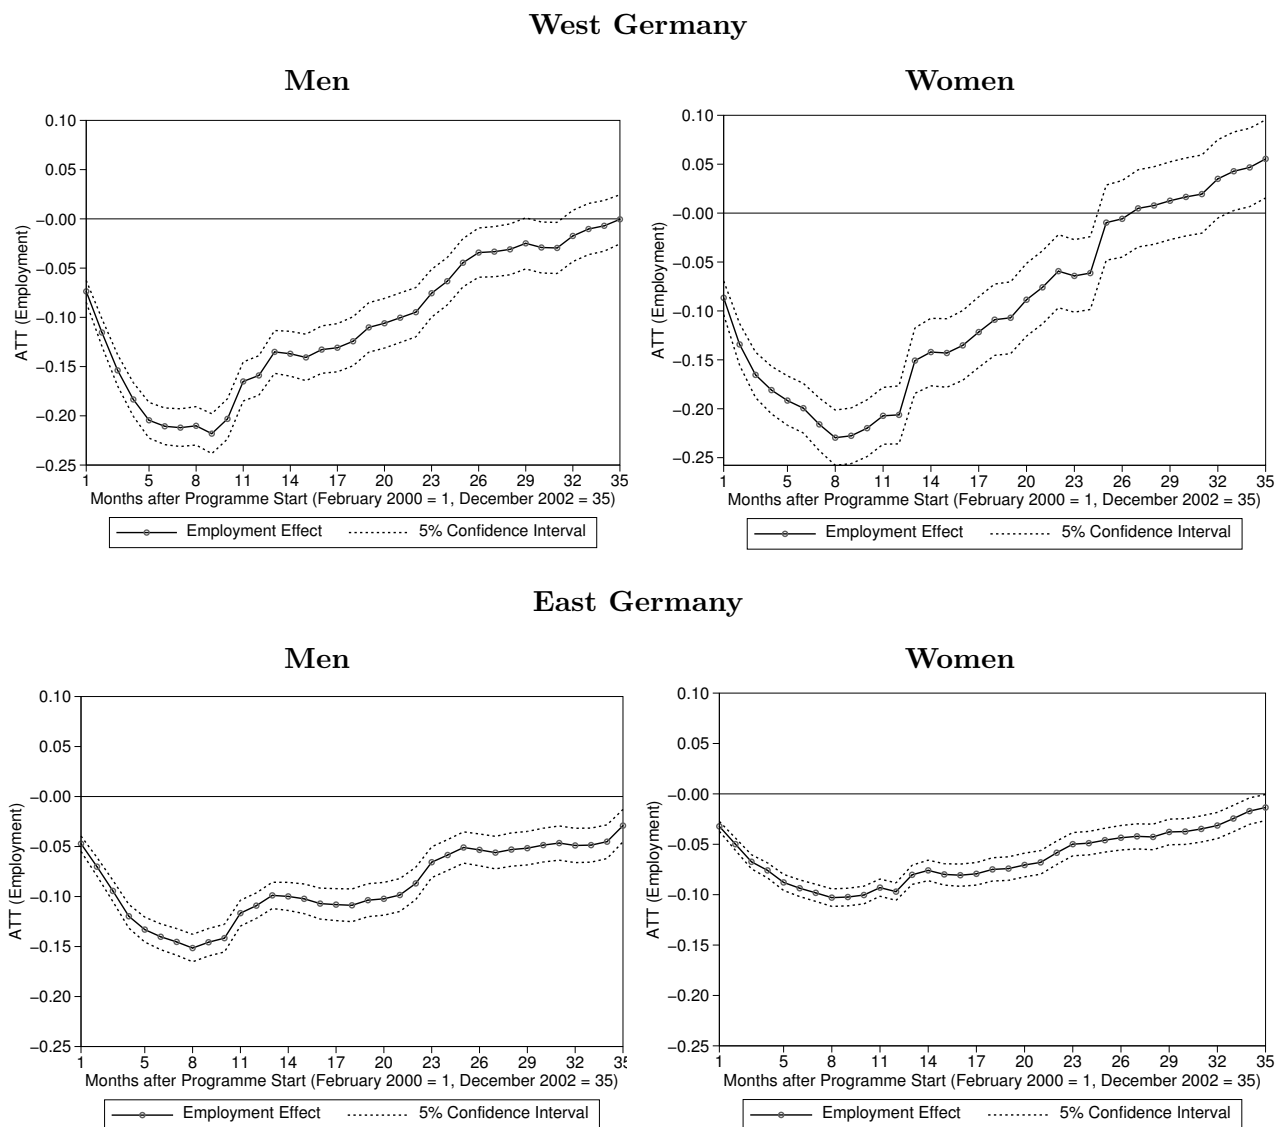 West Germany
Men
Women
ATT (Employment)
0.10
0.05
−0.00
−0.05
−0.10
−0.15
−0.20
−0.25
1 5 8 11 14 17 20 23 26 29 32 35
Months after Programme Start (February 2000 = 1, December 2002 = 35)
Employment Effect 5% Confidence Interval
ATT (Employment)
0.10
0.05
−0.00
−0.05
−0.10
−0.15
−0.20
−0.25
1 5 8 11 14 17 20 23 26 29 32 35
Months after Programme Start (February 2000 = 1, December 2002 = 35)
Employment Effect 5% Confidence Interval
East Germany
Men
Women
ATT (Employment)
0.10
0.05
−0.00
−0.05
−0.10
−0.15
−0.20
−0.25
1 5 8 11 14 17 20 23 26 29 32 35
Months after Programme Start (February 2000 = 1, December 2002 = 35)
Employment Effect 5% Confidence Interval
ATT (Employment)
0.10
0.05
−0.00
−0.05
−0.10
−0.15
−0.20
−0.25
1 5 8 11 14 17 20 23 26 29 32 35
Months after Programme Start (February 2000 = 1, December 2002 = 35)
Employment Effect 5% Confidence Interval